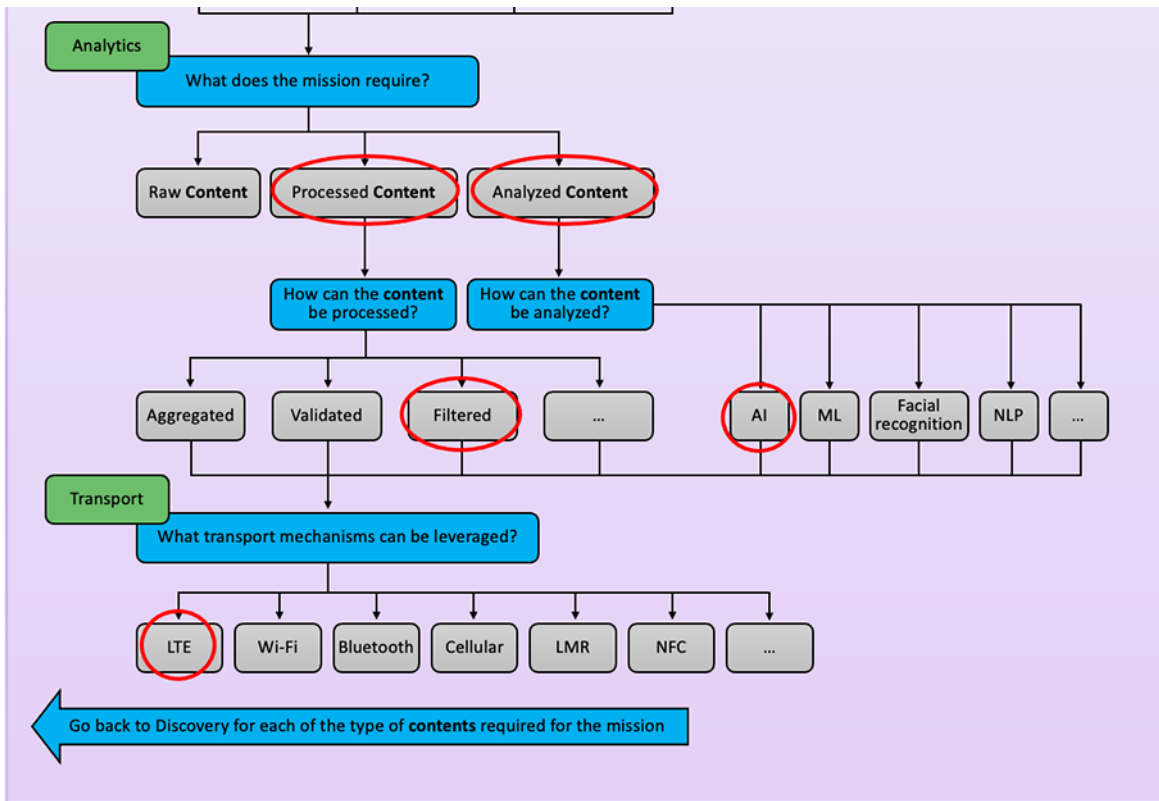 Analytics
What does the mission require?
Raw Content
Processed Content
Analyzed Content
How can the content
be processed?
How can the content
be analyzed?
Aggregated
Validated
Filtered
...
AI
ML
Facial
recognition
NLP
...
Transport
What transport mechanisms can be leveraged?
LTE
Wi-Fi
Bluetooth
Cellular
LMR
NFC
...
Go back to Discovery for each of the type of contents required for the mission